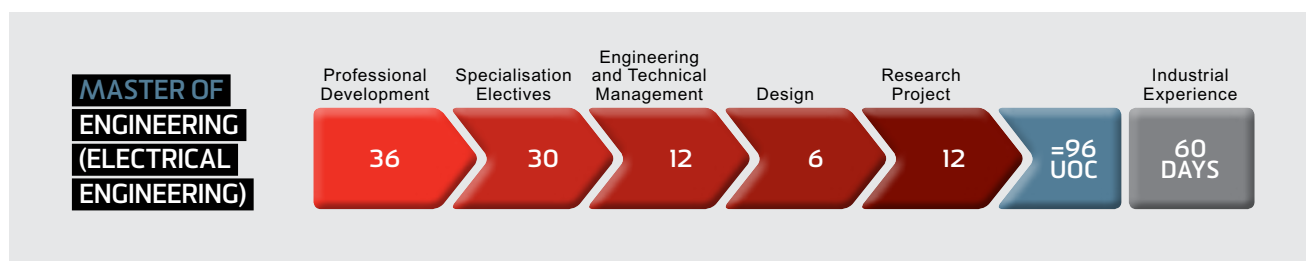 MASTER OF
ENGINEERING
(ELECTRICAL
ENGINEERING)
Professional
Development
36
Specialisation
Electives
30
Engineering
and Technical
Management
12
Design
6
Research
Project
12
=96
UOC
Industrial
Experience
60
DAYS